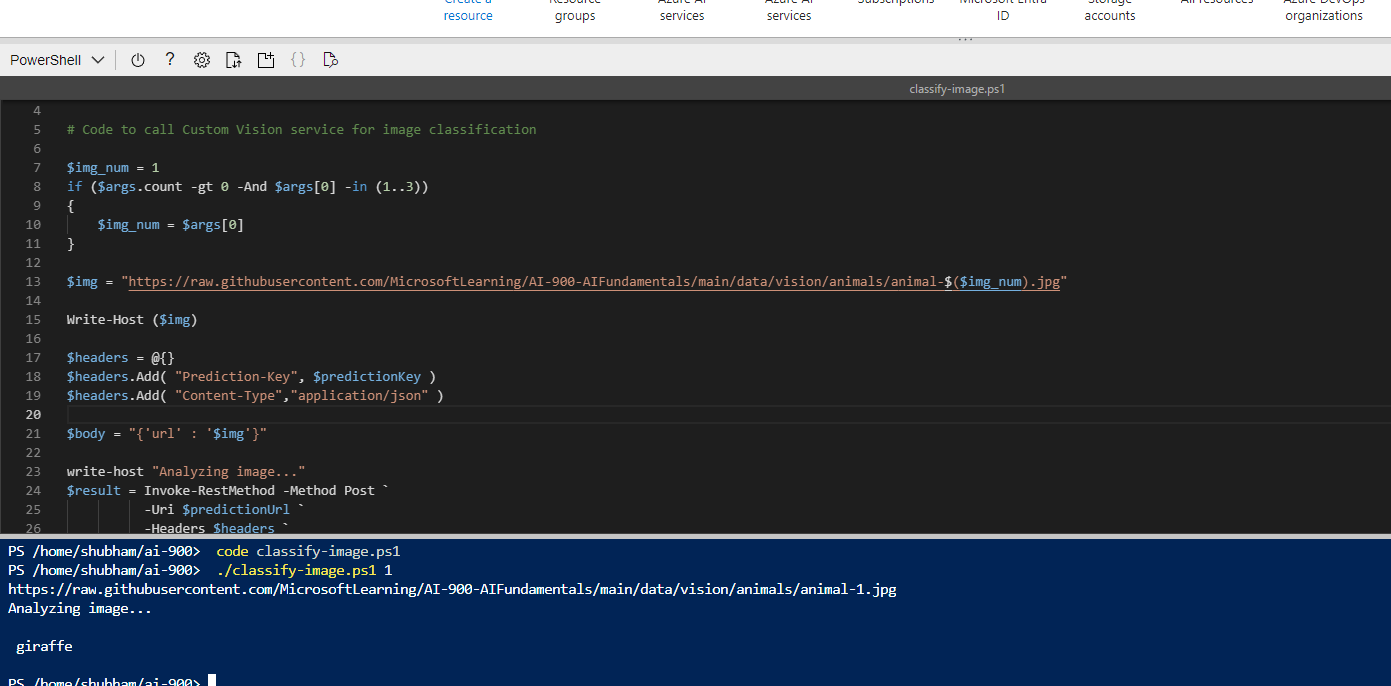 Create a resource
Resource groups
Azure AI services
Azure AI services
Subscriptions
Microsoft Entra ID
Storage accounts
All resources
Azure DevOps organizations
PowerShell
?
{}
classify-image.ps1
4
5 # Code to call Custom Vision service for image classification
6
7 $img_num = 1
8 if ($args.count -gt 0 -And $args[0] -in (1..3))
9 {
10     $img_num = $args[0]
11 }
12
13 $img = "https://raw.githubusercontent.com/MicrosoftLearning/AI-900-AIFundamentals/main/data/vision/animals/animal-$($img_num).jpg"
14
15 Write-Host ($img)
16
17 $headers = @{}
18 $headers.Add( "Prediction-Key", $predictionKey )
19 $headers.Add( "Content-Type","application/json" )
20
21 $body = "{'url' : '$img'}"
22
23 write-host "Analyzing image..."
24 $result = Invoke-RestMethod -Method Post `
25           -Uri $predictionUrl `
26           -Headers $headers `
PS /home/shubham/ai-900> code classify-image.ps1
PS /home/shubham/ai-900> ./classify-image.ps1 1
https://raw.githubusercontent.com/MicrosoftLearning/AI-900-AIFundamentals/main/data/vision/animals/animal-1.jpg
Analyzing image...
giraffe
PS /home/shubham/ai-900>